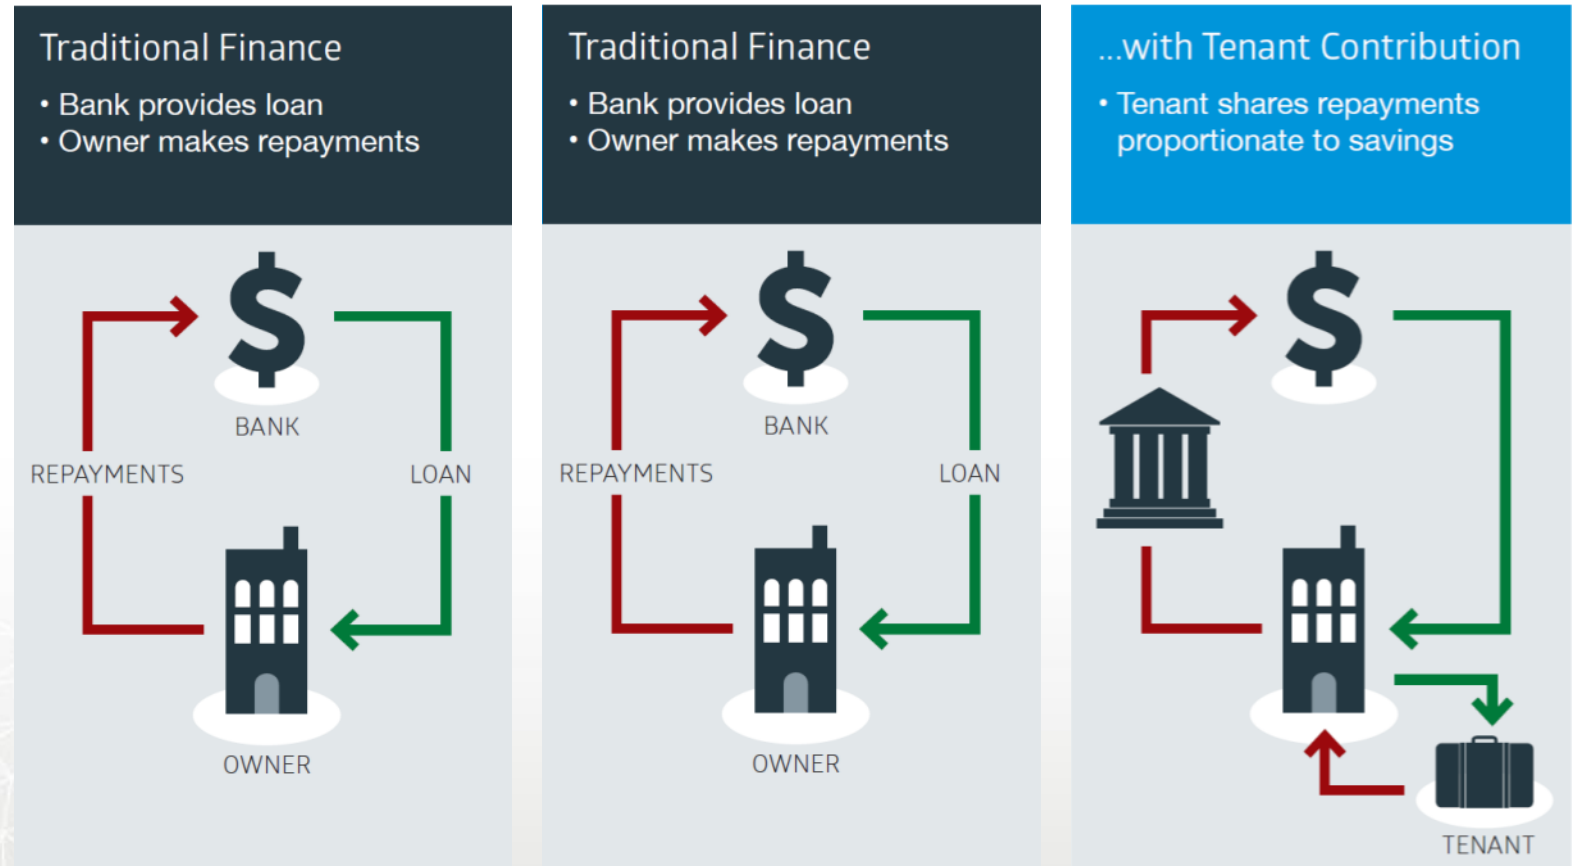 Traditional Finance
• Bank provides loan
• Owner makes repayments
BANK
REPAYMENTS
LOAN
OWNER
Traditional Finance
• Bank provides loan
• Owner makes repayments
BANK
REPAYMENTS
LOAN
OWNER
...with Tenant Contribution
• Tenant shares repayments
proportionate to savings
TENANT